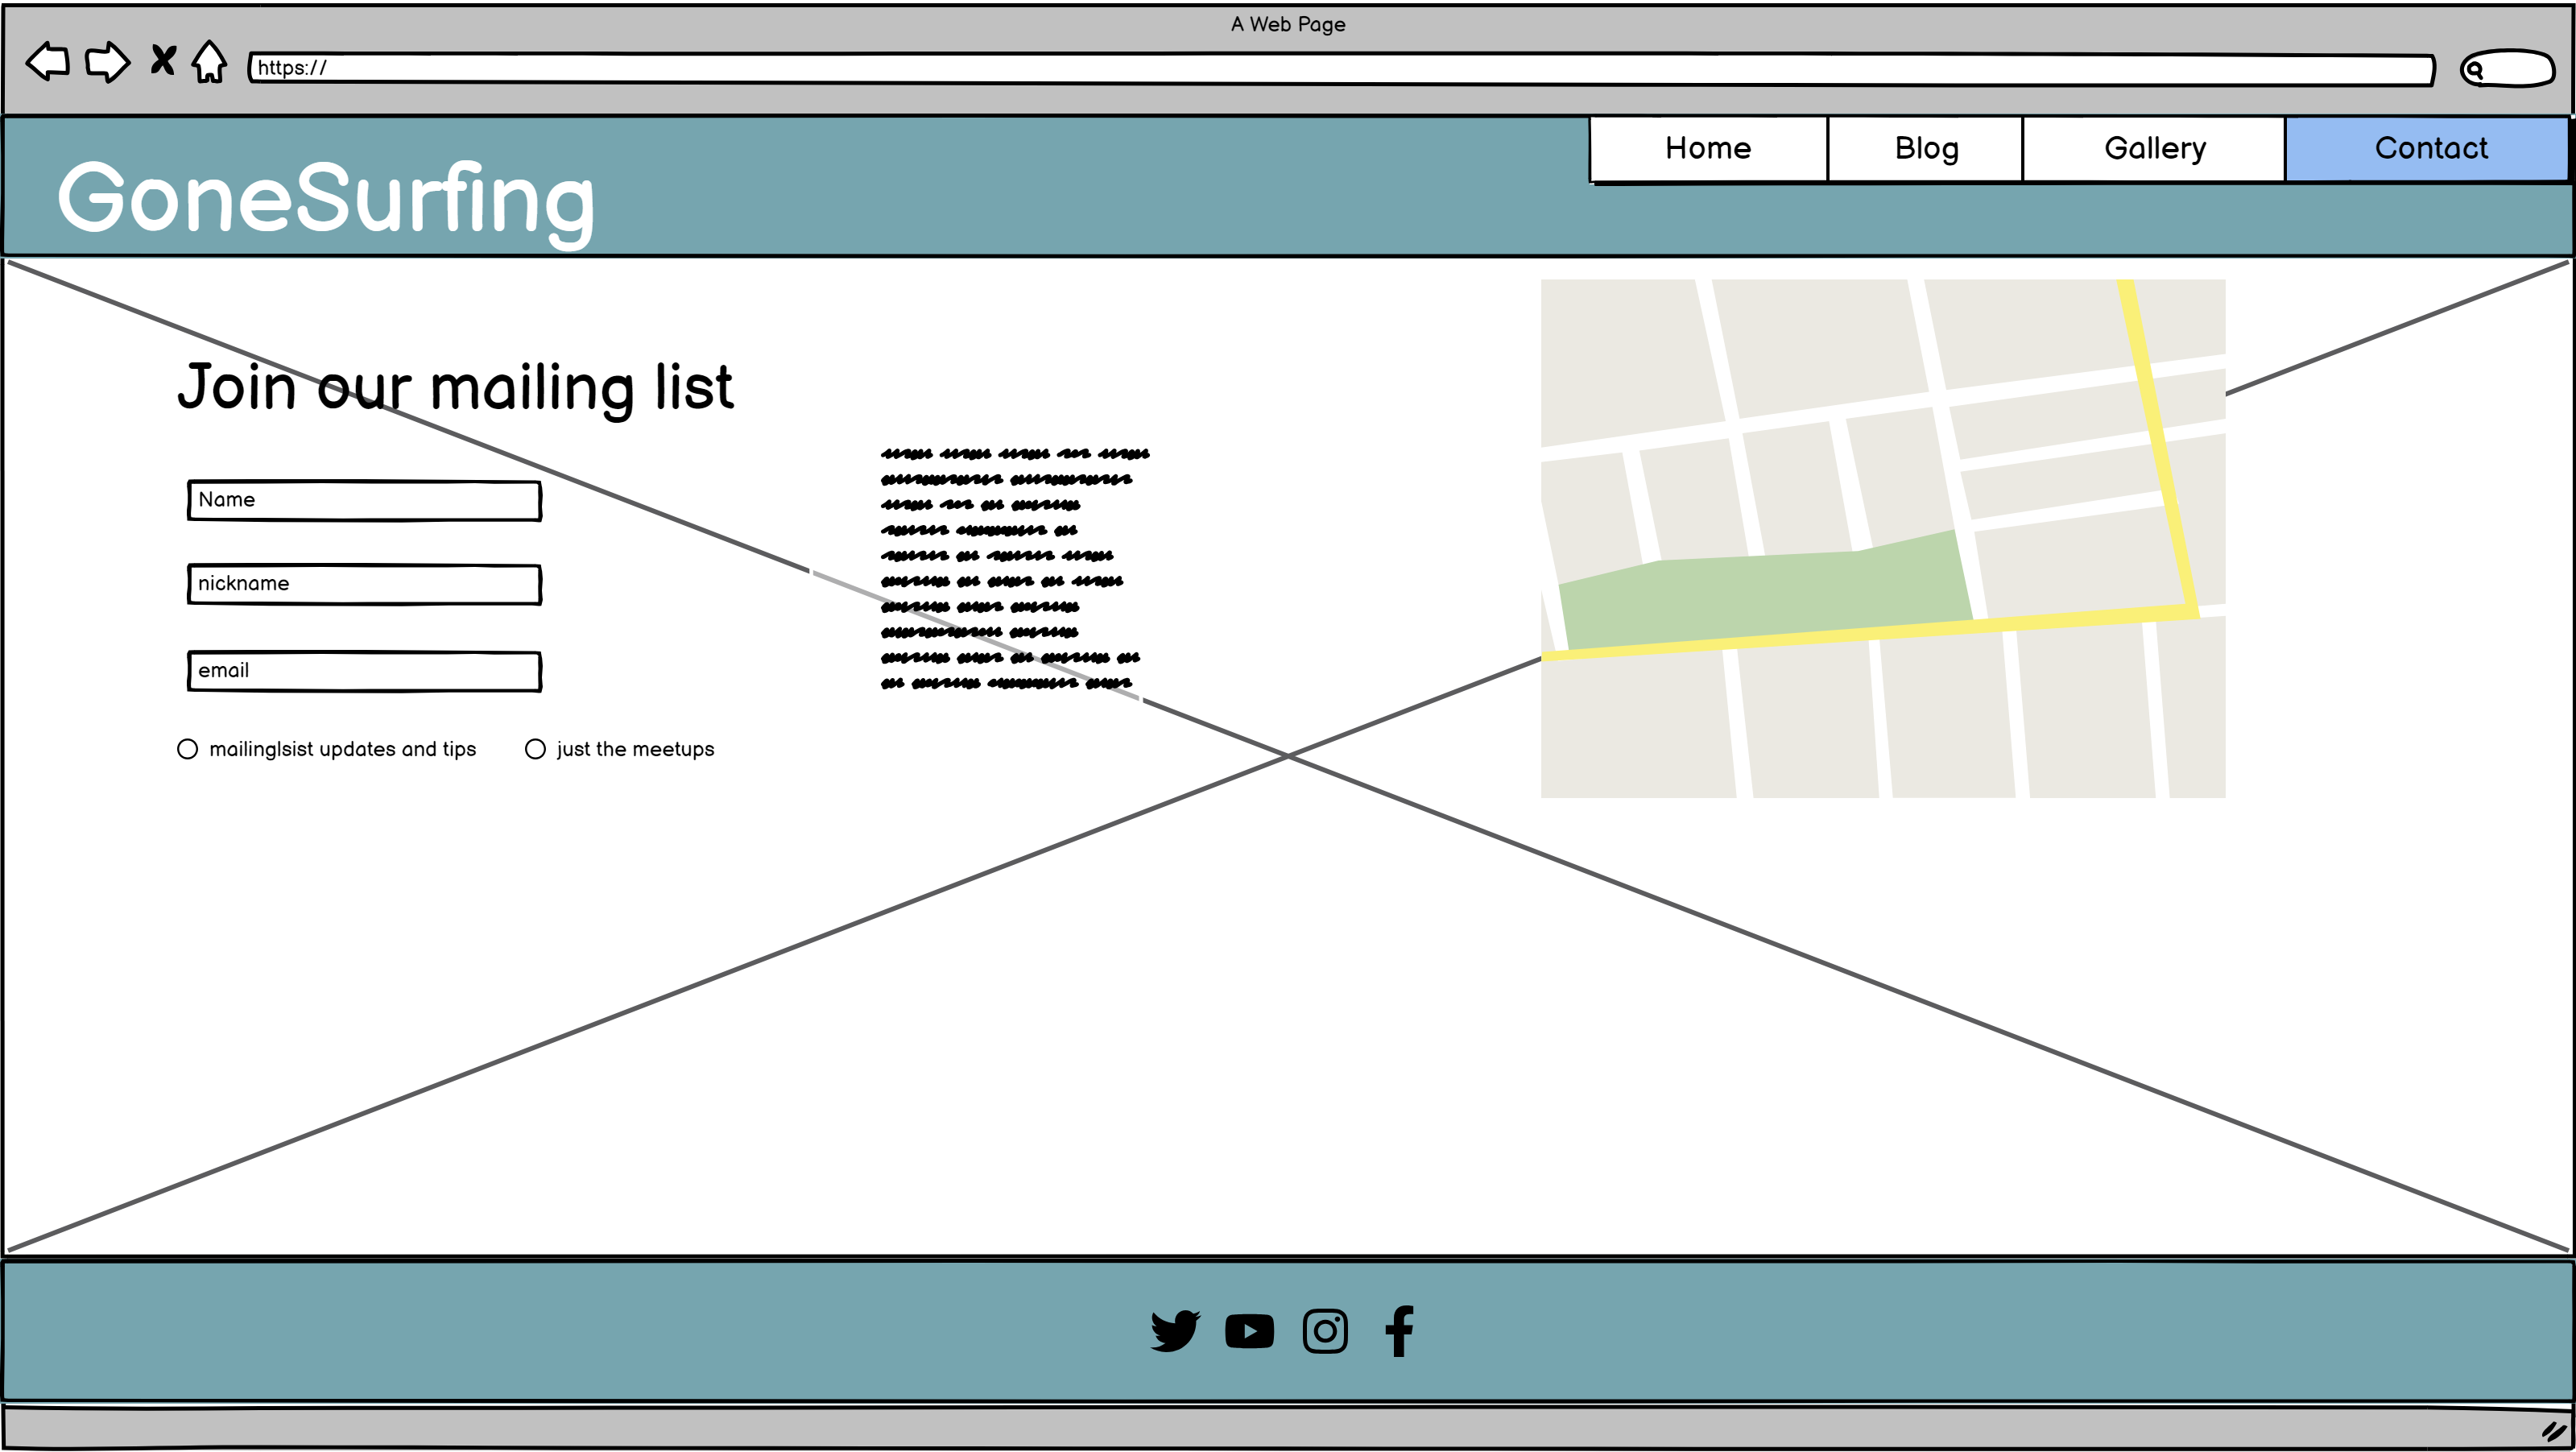 A Web Page
https://
Home Blog Gallery Contact
GoneSurfing
Join our mailing list
Name
nickname
email
mailinglsist updates and tips just the meetups